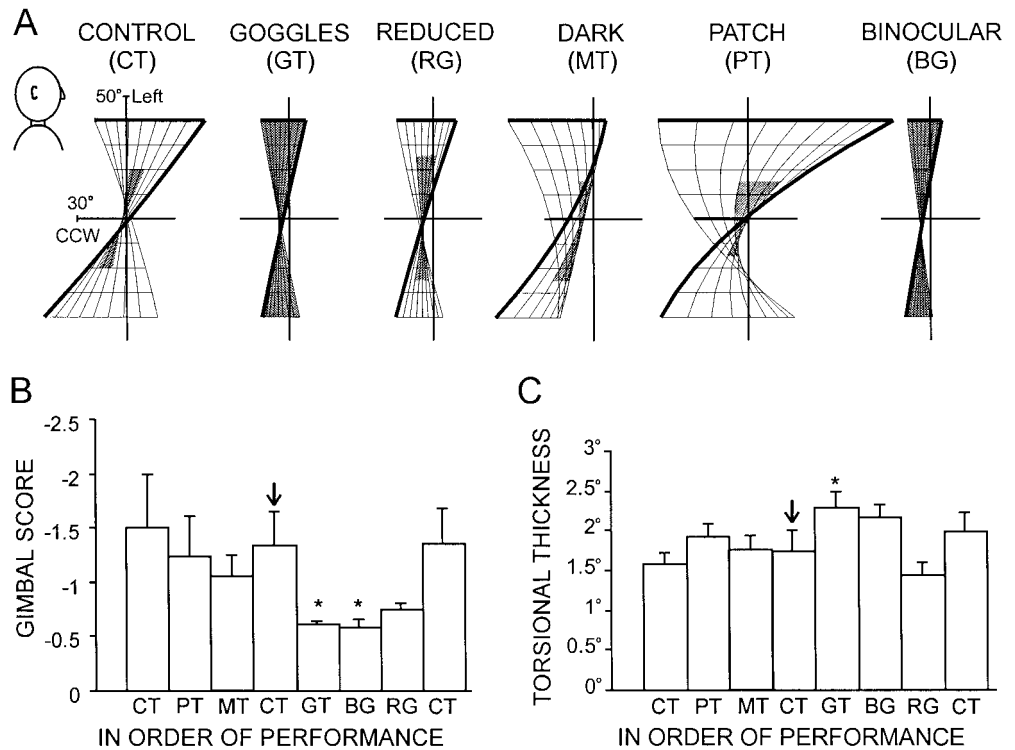 A
CONTROL GOGGLES REDUCED DARK PATCH BINOCULAR
(CT) (GT) (RG) (MT) (PT) (BG)
50° Left
30°
CCW
B
GIMBAL SCORE
-2.5
-2
-1.5
-1
-0.5
0
* *
CT PT MT CT GT BG RG CT
IN ORDER OF PERFORMANCE
C
TORSIONAL THICKNESS
3°
2.5°
2°
1.5°
1°
0.5°
0°
*
CT PT MT CT GT BG RG CT
IN ORDER OF PERFORMANCE